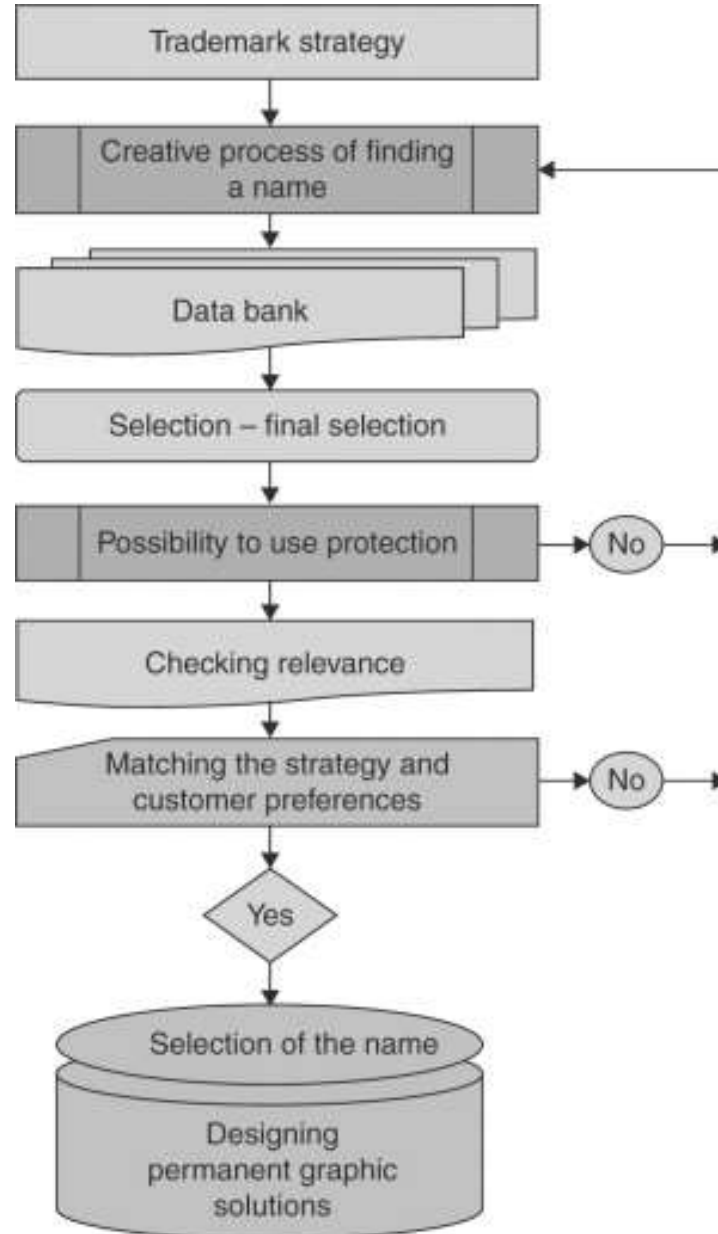 Trademark strategy
Creative process of finding
a name
Data bank
Selection – final selection
Possibility to use protection
No
Checking relevance
Matching the strategy and
customer preferences
No
Yes
Selection of the name
Designing
permanent graphic
solutions